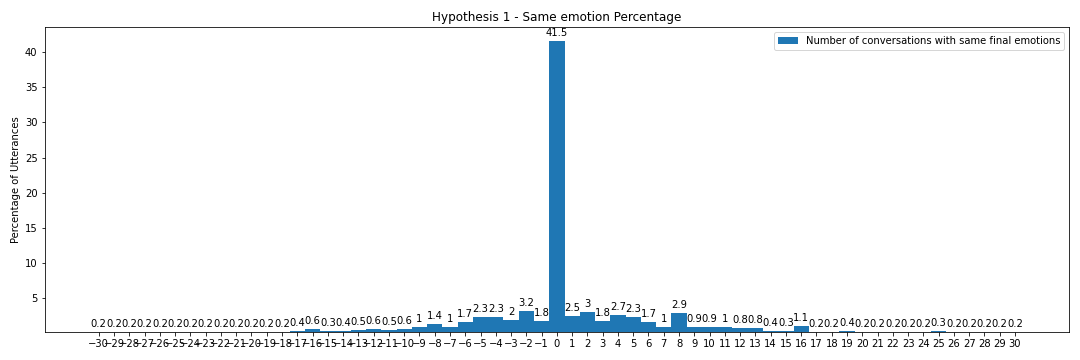 Hypothesis 1 - Same emotion Percentage
Number of conversations with same final emotions
Percentage of Utterances
40
35
30
25
20
15
10
5
0.2 0.2 0.2 0.2 0.2 0.2 0.2 0.2 0.2 0.2 0.2 0.2 0.2 0.4 0.6 0.3 0.4 0.5 0.6 0.5 0.6 1 1.4 1 1.7 2.3 2.3 2 3.2 1.8 41.5 2.5 3 1.8 2.7 2.3 1.7 1 2.9 0.9 0.9 1 0.8 0.8 0.4 0.3 1.1 0.2 0.2 0.4 0.2 0.2 0.2 0.2 0.2 0.3 0.2 0.2 0.2 0.2 0.2
−30 −29 −28 −27 −26 −25 −24 −23 −22 −21 −20 −19 −18 −17 −16 −15 −14 −13 −12 −11 −10 −9 −8 −7 −6 −5 −4 −3 −2 −1 0 1 2 3 4 5 6 7 8 9 10 11 12 13 14 15 16 17 18 19 20 21 22 23 24 25 26 27 28 29 30